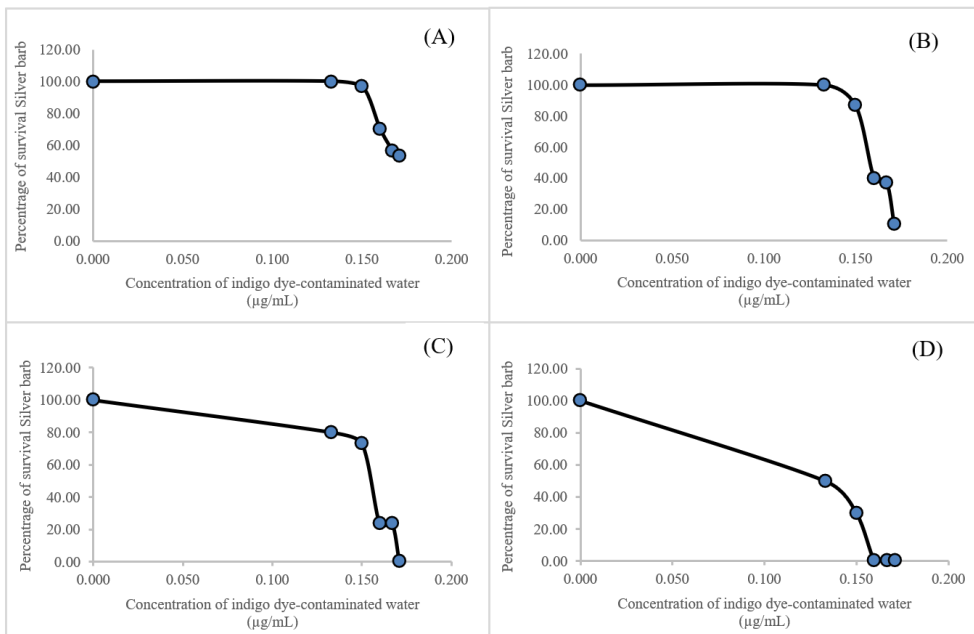 (A)
Percentrage of survival Silver barb
120.00
100.00
80.00
60.00
40.00
20.00
0.00
0.000 0.050 0.100 0.150 0.200
Concentration of indigo dye-contaminated water
(µg/mL)
(B)
Percentrage of survival Silver barb
120.00
100.00
80.00
60.00
40.00
20.00
0.00
0.000 0.050 0.100 0.150 0.200
Concentration of indigo dye-contaminated water
(µg/mL)
(C)
Percentrage of survival Silver barb
120.00
100.00
80.00
60.00
40.00
20.00
0.00
0.000 0.050 0.100 0.150 0.200
Concentration of indigo dye-contaminated water
(µg/mL)
(D)
Percentrage of survival Silver barb
120.00
100.00
80.00
60.00
40.00
20.00
0.00
0.000 0.050 0.100 0.150 0.200
Concentration of indigo dye-contaminated water
(µg/mL)